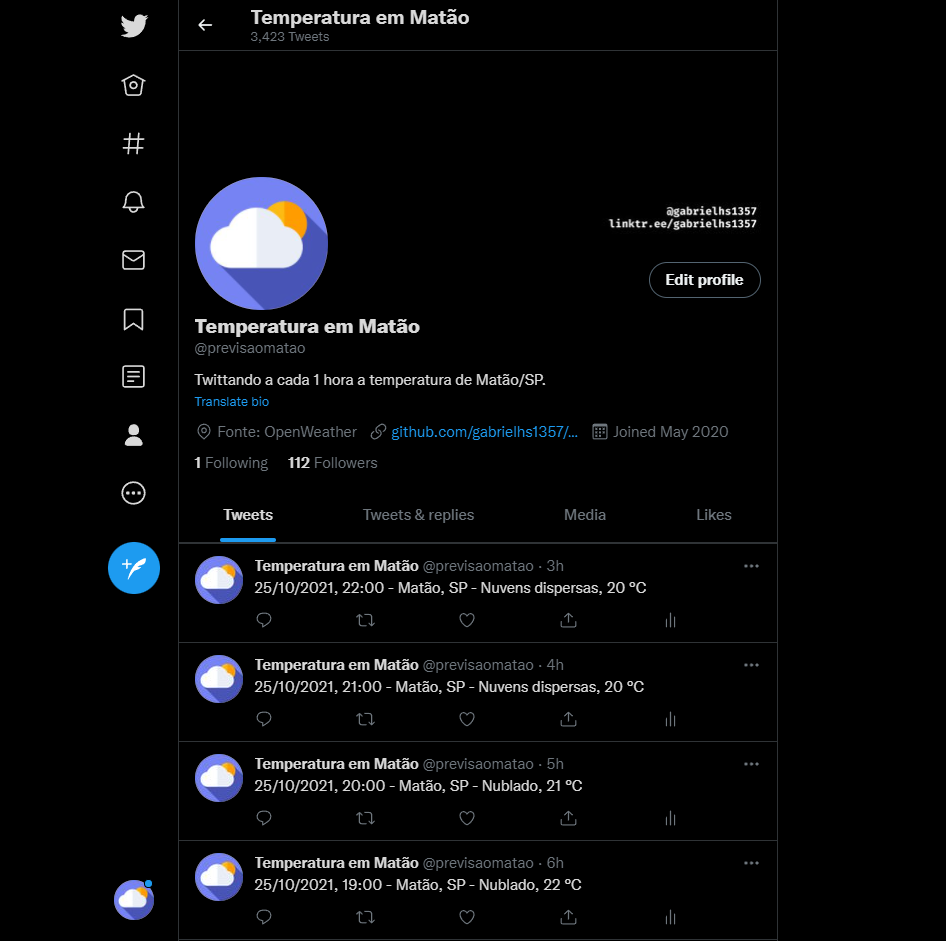 Temperatura em Matão
3,423 Tweets
@gabrielhs1357
linktr.ee/gabrielhs1357
Edit profile
Temperatura em Matão
@previsaomatao
Twittando a cada 1 hora a temperatura de Matão/SP.
Translate bio
Fonte: OpenWeather github.com/gabrielhs1357/... Joined May 2020
1 Following 112 Followers
Tweets Tweets & replies Media Likes
Temperatura em Matão @previsaomatao · 3h
25/10/2021, 22:00 - Matão, SP - Nuvens dispersas, 20 ºC
Temperatura em Matão @previsaomatao · 4h
25/10/2021, 21:00 - Matão, SP - Nuvens dispersas, 20 ºC
Temperatura em Matão @previsaomatao · 5h
25/10/2021, 20:00 - Matão, SP - Nublado, 21 ºC
Temperatura em Matão @previsaomatao · 6h
25/10/2021, 19:00 - Matão, SP - Nublado, 22 ºC